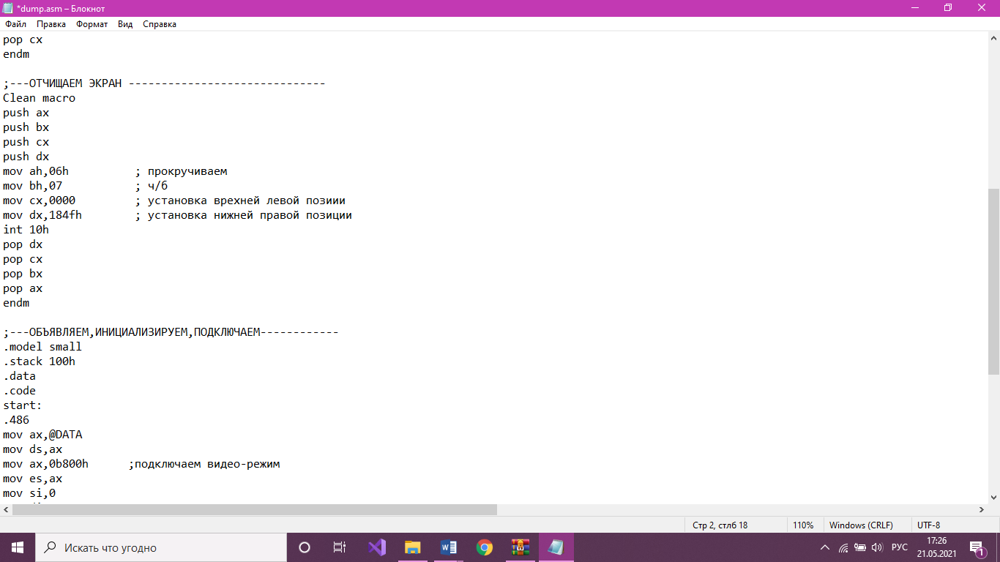 *dump.asm – Блокнот
Файл Правка Формат Вид Справка
pop cx
endm
;---ОТЧИЩАЕМ ЭКРАН ------------------------------
Clean macro
push ax
push bx
push cx
push dx
mov ah,06h          ; прокручиваем
mov bh,07           ; ч/б
mov cx,0000         ; установка врехней левой позиии
mov dx,184fh        ; установка нижней правой позиции
int 10h
pop dx
pop cx
pop bx
pop ax
endm
;---ОБЪЯВЛЯЕМ,ИНИЦИАЛИЗИРУЕМ,ПОДКЛЮЧАЕМ------------
.model small
.stack 100h
.data
.code
start:
.486
mov ax,@DATA
mov ds,ax
mov ax,0b800h      ;подключаем видео-режим
mov es,ax
mov si,0
Стр 2, стлб 18 110% Windows (CRLF) UTF-8
Искать что угодно
РУС
17:26
21.05.2021
1